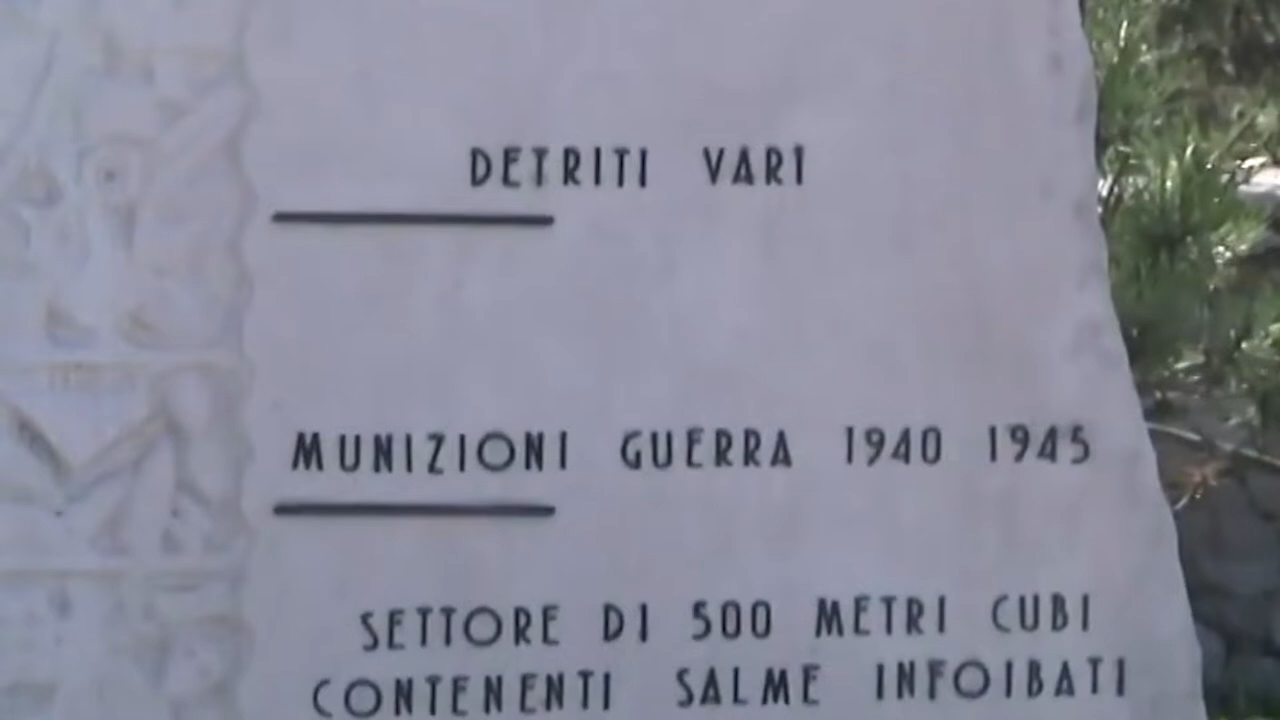 DETRITI VARI
MUNIZIONI GUERRA 1940 1945
SETTORE DI 500 METRI CUBI
CONTENENTI SALME INFOIBATI